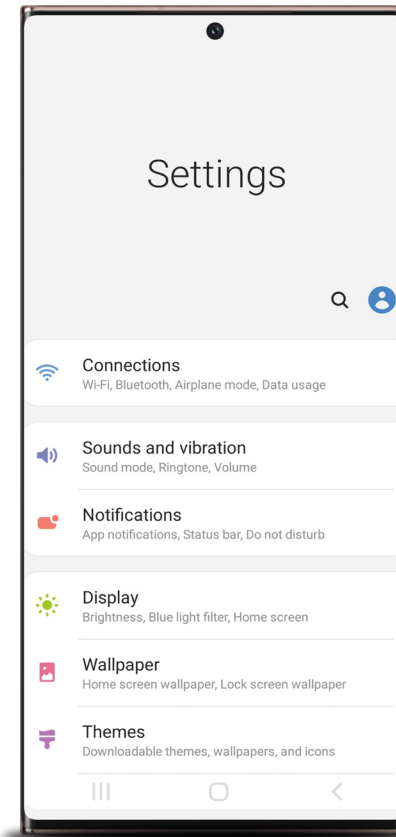 Settings
Connections
Wi-Fi, Bluetooth, Airplane mode, Data usage
Sounds and vibration
Sound mode, Ringtone, Volume
Notifications
App notifications, Status bar, Do not disturb
Display
Brightness, Blue light filter, Home screen
Wallpaper
Home screen wallpaper, Lock screen wallpaper
Themes
Downloadable themes, wallpapers, and icons